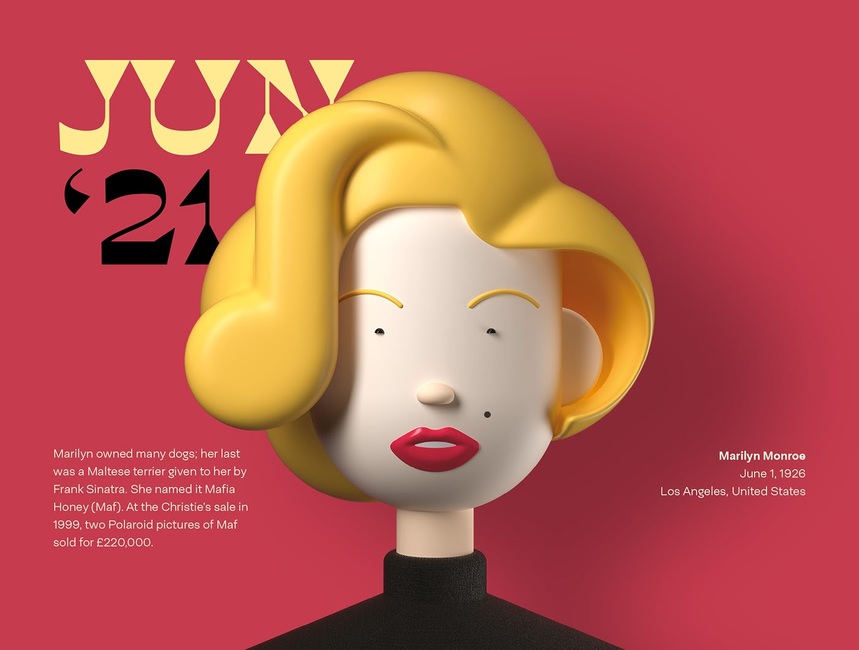 JUN
‘21
Marilyn owned many dogs; her last
was a Maltese terrier given to her by
Frank Sinatra. She named it Mafia
Honey (Maf). At the Christie's sale in
1999, two Polaroid pictures of Maf
sold for £220,000.
Marilyn Monroe
June 1, 1926
Los Angeles, United States